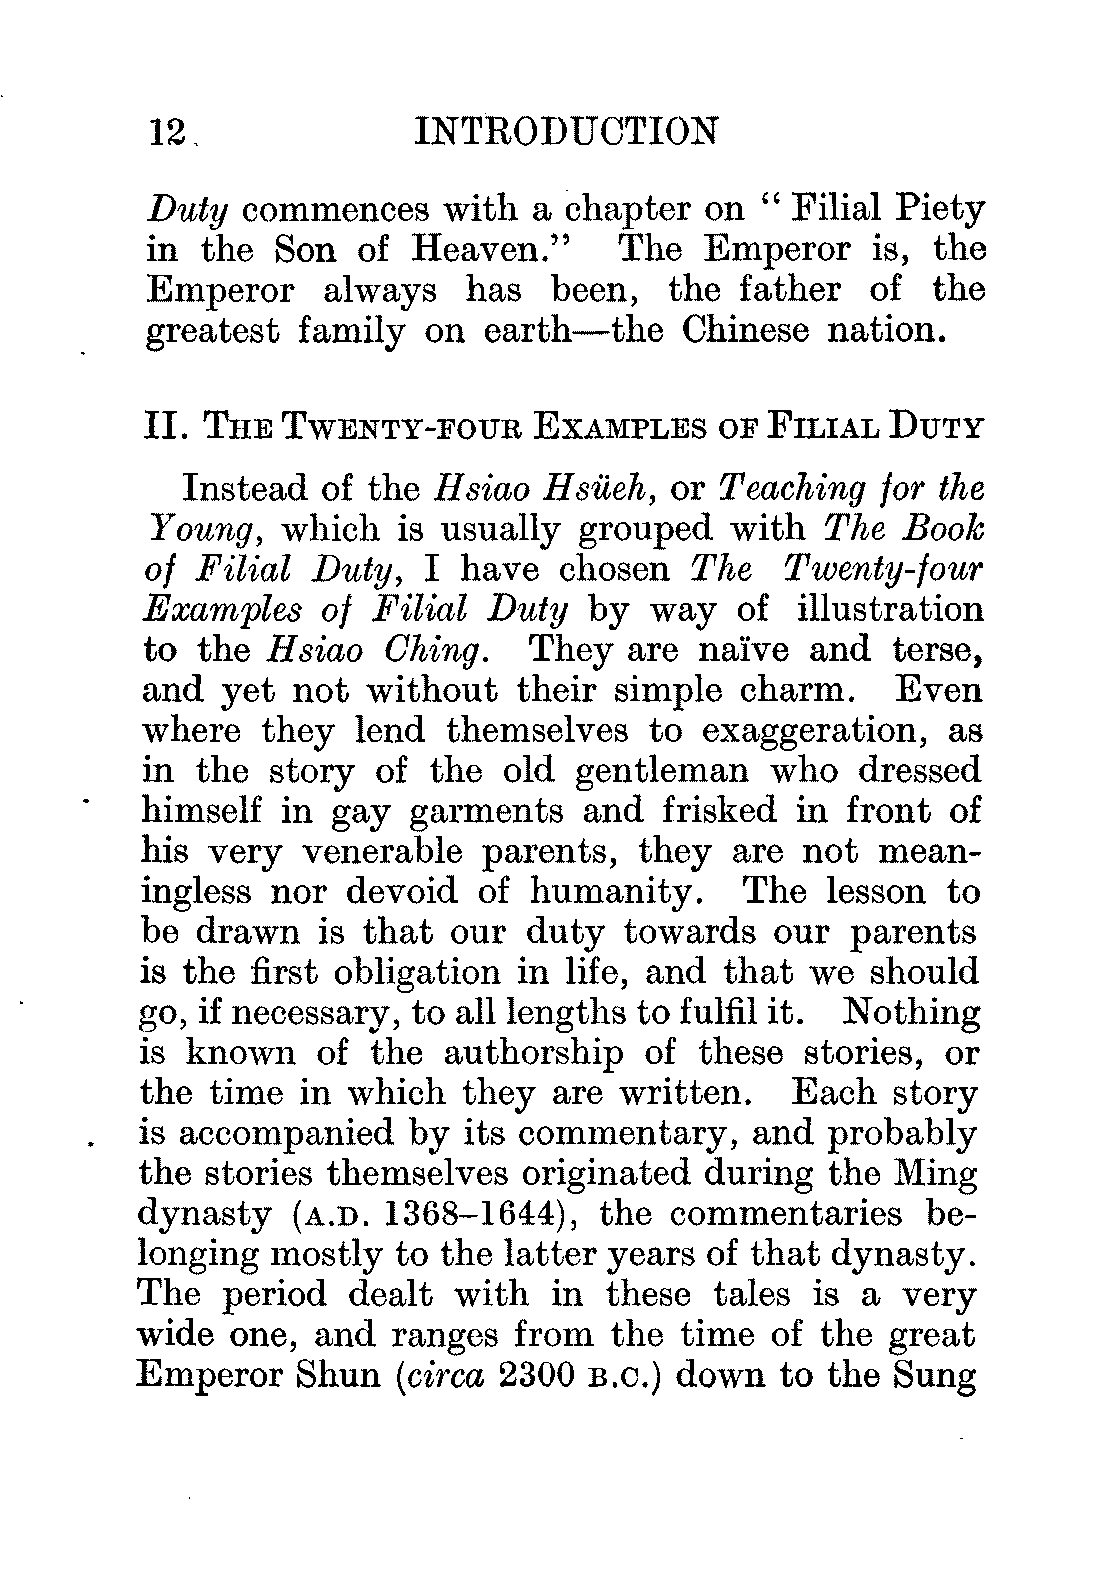 12 INTRODUCTION
Duty commences with a chapter on “ Filial Piety
in the Son of Heaven.” The Emperor is, the
Emperor always has been, the father of the
greatest family on earth—the Chinese nation.
II. THE TWENTY-FOUR EXAMPLES OF FILIAL DUTY
Instead of the Hsiao Hsüeh, or Teaching for the
Young, which is usually grouped with The Book
of Filial Duty, I have chosen The Twenty-four
Examples of Filial Duty by way of illustration
to the Hsiao Ching. They are naïve and terse,
and yet not without their simple charm. Even
where they lend themselves to exaggeration, as
in the story of the old gentleman who dressed
himself in gay garments and frisked in front of
his very venerable parents, they are not mean-
ingless nor devoid of humanity. The lesson to
be drawn is that our duty towards our parents
is the first obligation in life, and that we should
go, if necessary, to all lengths to fulfil it. Nothing
is known of the authorship of these stories, or
the time in which they are written. Each story
is accompanied by its commentary, and probably
the stories themselves originated during the Ming
dynasty (A.D. 1368–1644), the commentaries be-
longing mostly to the latter years of that dynasty.
The period dealt with in these tales is a very
wide one, and ranges from the time of the great
Emperor Shun (circa 2300 B.C.) down to the Sung